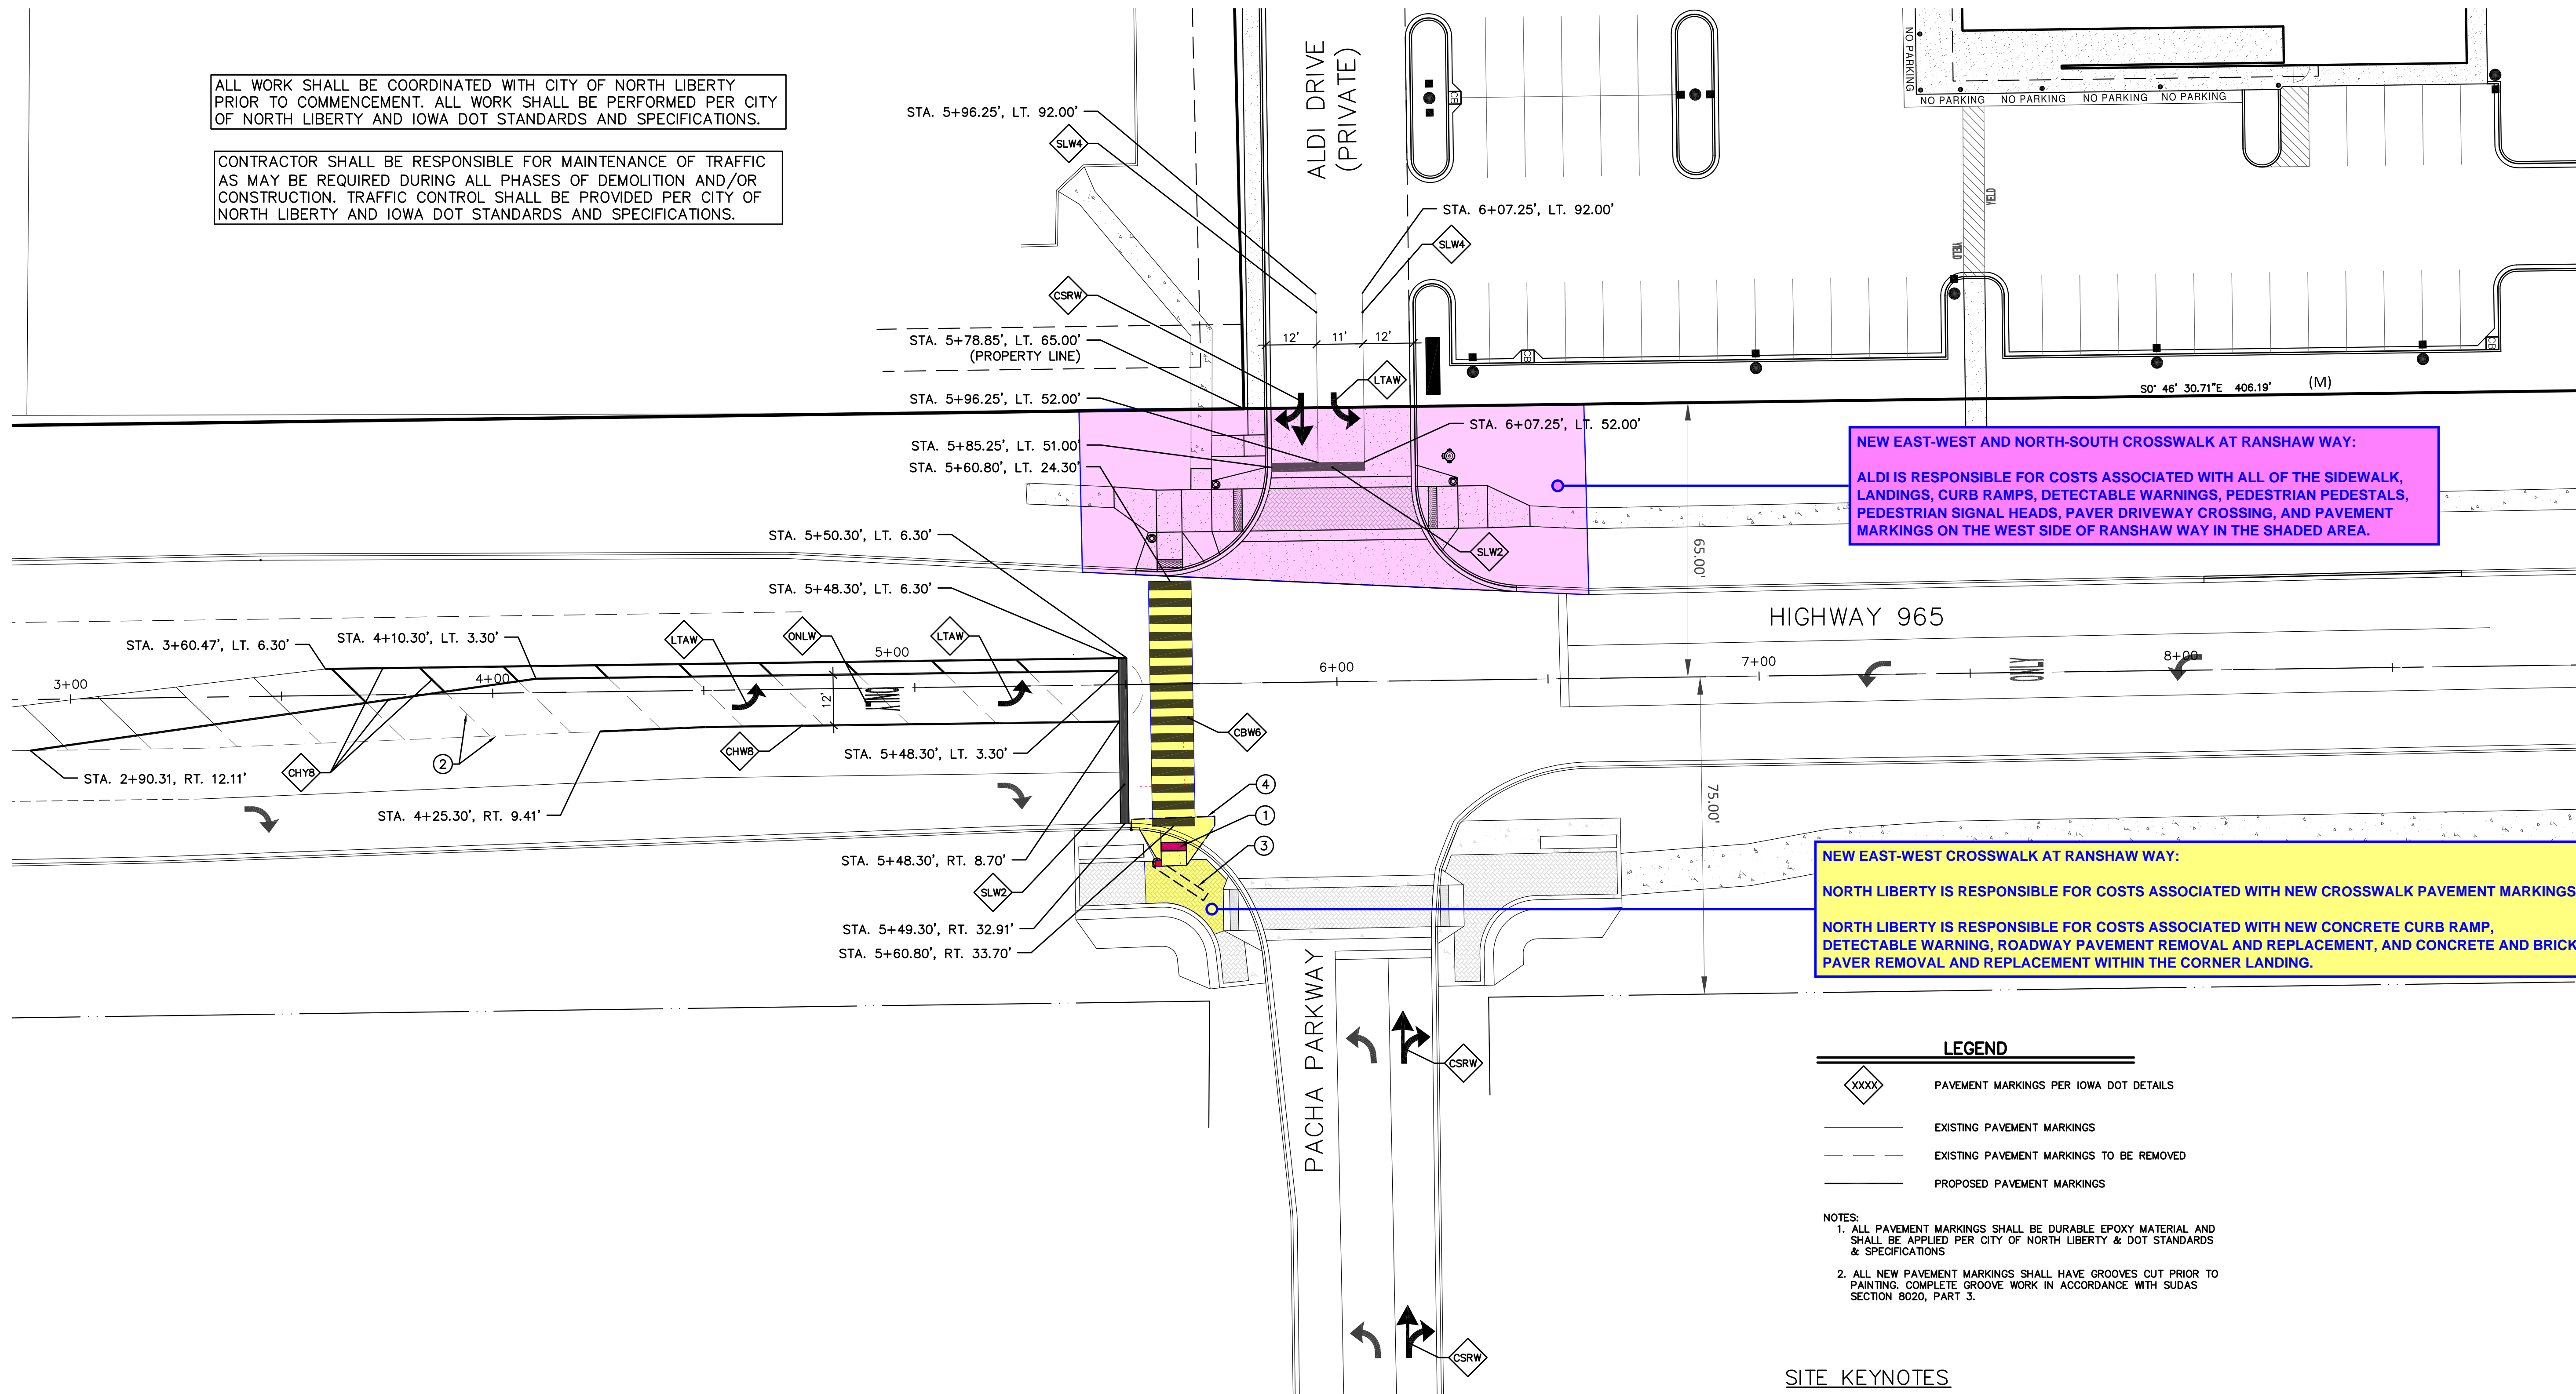 ALL WORK SHALL BE COORDINATED WITH CITY OF NORTH LIBERTY
PRIOR TO COMMENCEMENT. ALL WORK SHALL BE PERFORMED PER CITY
OF NORTH LIBERTY AND IOWA DOT STANDARDS AND SPECIFICATIONS.
CONTRACTOR SHALL BE RESPONSIBLE FOR MAINTENANCE OF TRAFFIC
AS MAY BE REQUIRED DURING ALL PHASES OF DEMOLITION AND/OR
CONSTRUCTION. TRAFFIC CONTROL SHALL BE PROVIDED PER CITY OF
NORTH LIBERTY AND IOWA DOT STANDARDS AND SPECIFICATIONS.
ALDI DRIVE
(PRIVATE)
CB
NO PARKING
NO PARKING
NO PARKING
NO PARKING
NO PARKING
YIELD
YIELD
CB
CB
STA. 5+96.25', LT. 92.00'
SLW4
STA. 6+07.25', LT. 92.00'
SLW4
CSRW
12'
11'
12'
STA. 5+78.85', LT. 65.00'
(PROPERTY LINE)
LTAW
S0° 46' 30.71"E 406.19'
(M)
STA. 5+96.25', LT. 52.00'
STA. 6+07.25', LT. 52.00'
STA. 5+85.25', LT. 51.00'
STA. 5+60.80', LT. 24.30'
SLW2
NEW EAST-WEST AND NORTH-SOUTH CROSSWALK AT RANSHAW WAY:
ALDI IS RESPONSIBLE FOR COSTS ASSOCIATED WITH ALL OF THE SIDEWALK,
LANDINGS, CURB RAMPS, DETECTABLE WARNINGS, PEDESTRIAN PEDESTALS,
PEDESTRIAN SIGNAL HEADS, PAVER DRIVEWAY CROSSING, AND PAVEMENT
MARKINGS ON THE WEST SIDE OF RANSHAW WAY IN THE SHADED AREA.
65.00'
STA. 5+50.30', LT. 6.30'
STA. 5+48.30', LT. 6.30'
HIGHWAY 965
STA. 3+60.47', LT. 6.30'
STA. 4+10.30', LT. 3.30'
LTAW
ONLW
LTAW
3+00
4+00
5+00
6+00
7+00
8+00
12'
ONLY
ONLY
CBW6
STA. 2+90.31, RT. 12.11'
CHY8
2
CHW8
STA. 5+48.30', LT. 3.30'
STA. 4+25.30', RT. 9.41'
4
1
3
75.00'
STA. 5+48.30', RT. 8.70'
SLW2
STA. 5+49.30', RT. 32.91'
STA. 5+60.80', RT. 33.70'
NEW EAST-WEST CROSSWALK AT RANSHAW WAY:
NORTH LIBERTY IS RESPONSIBLE FOR COSTS ASSOCIATED WITH NEW CROSSWALK PAVEMENT MARKINGS
NORTH LIBERTY IS RESPONSIBLE FOR COSTS ASSOCIATED WITH NEW CONCRETE CURB RAMP,
DETECTABLE WARNING, ROADWAY PAVEMENT REMOVAL AND REPLACEMENT, AND CONCRETE AND BRICK
PAVER REMOVAL AND REPLACEMENT WITHIN THE CORNER LANDING.
PACHA PARKWAY
CSRW
CSRW
LEGEND
XXXX
PAVEMENT MARKINGS PER IOWA DOT DETAILS
EXISTING PAVEMENT MARKINGS
EXISTING PAVEMENT MARKINGS TO BE REMOVED
PROPOSED PAVEMENT MARKINGS
NOTES:
1. ALL PAVEMENT MARKINGS SHALL BE DURABLE EPOXY MATERIAL AND
SHALL BE APPLIED PER CITY OF NORTH LIBERTY & DOT STANDARDS
& SPECIFICATIONS
2. ALL NEW PAVEMENT MARKINGS SHALL HAVE GROOVES CUT PRIOR TO
PAINTING. COMPLETE GROOVE WORK IN ACCORDANCE WITH SUDAS
SECTION 8020, PART 3.
SITE KEYNOTES